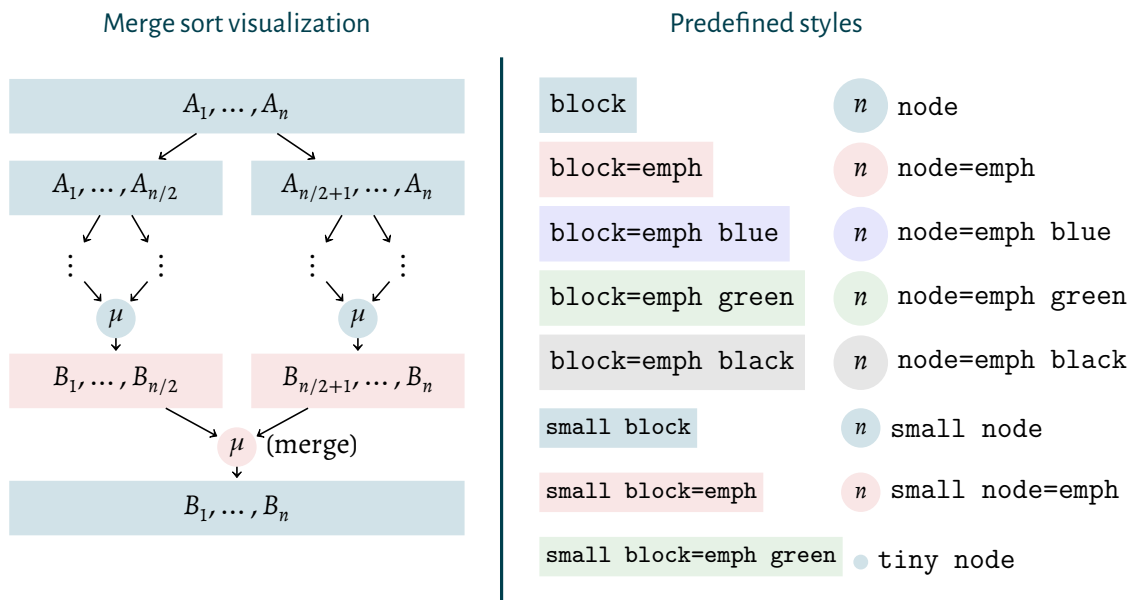 Merge sort visualization
A₁, … , Aₙ
A₁, … , Aₙ/₂ A_{n/2+1}, … , Aₙ
⋮ ⋮ ⋮ ⋮
μ μ
B₁, … , B_{n/2} B_{n/2+1}, … , Bₙ
μ (merge)
B₁, … , Bₙ
Predefined styles
block n node
block=emph n node=emph
block=emph blue n node=emph blue
block=emph green n node=emph green
block=emph black n node=emph black
small block n small node
small block=emph n small node=emph
small block=emph green tiny node